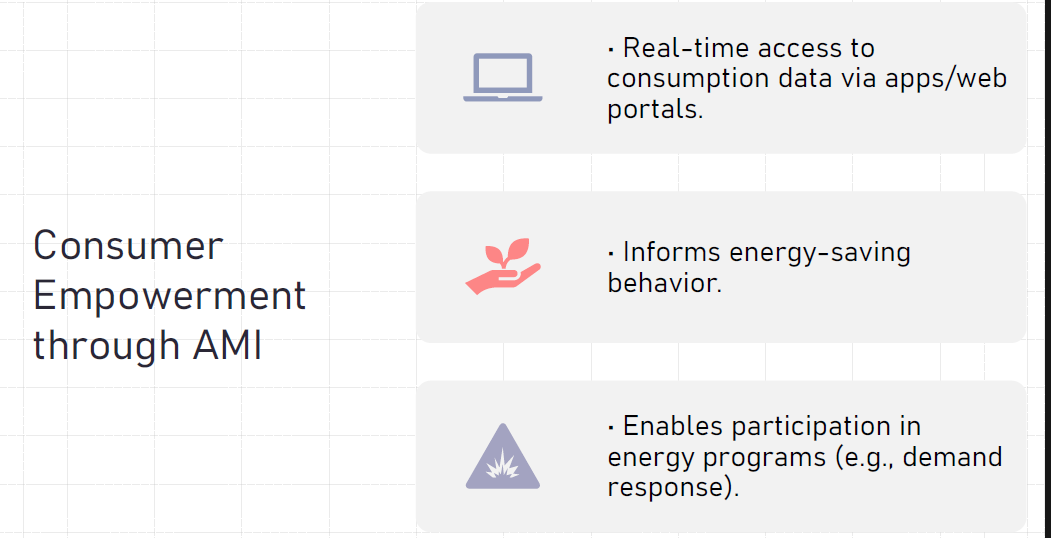 Consumer
Empowerment
through AMI
· Real-time access to
consumption data via apps/web
portals.
· Informs energy-saving
behavior.
· Enables participation in
energy programs (e.g., demand
response).